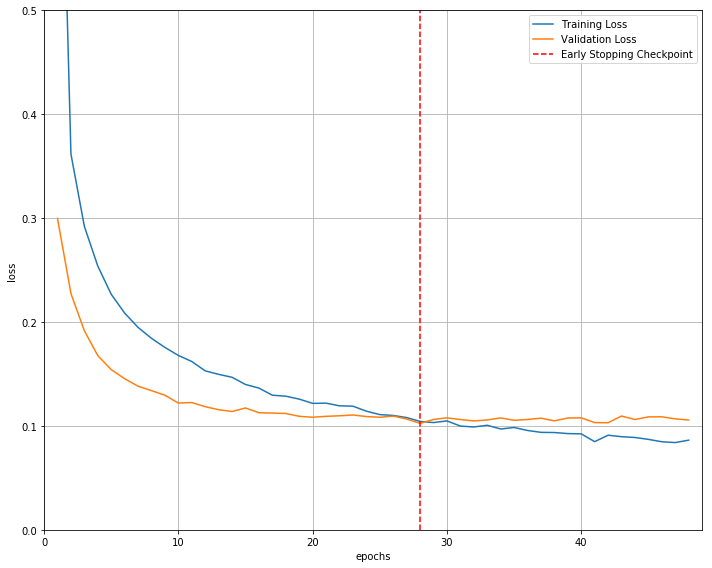 0.5
0.4
0.3
0.2
0.1
0.0
loss
Training Loss
Validation Loss
Early Stopping Checkpoint
0 10 20 30 40
epochs